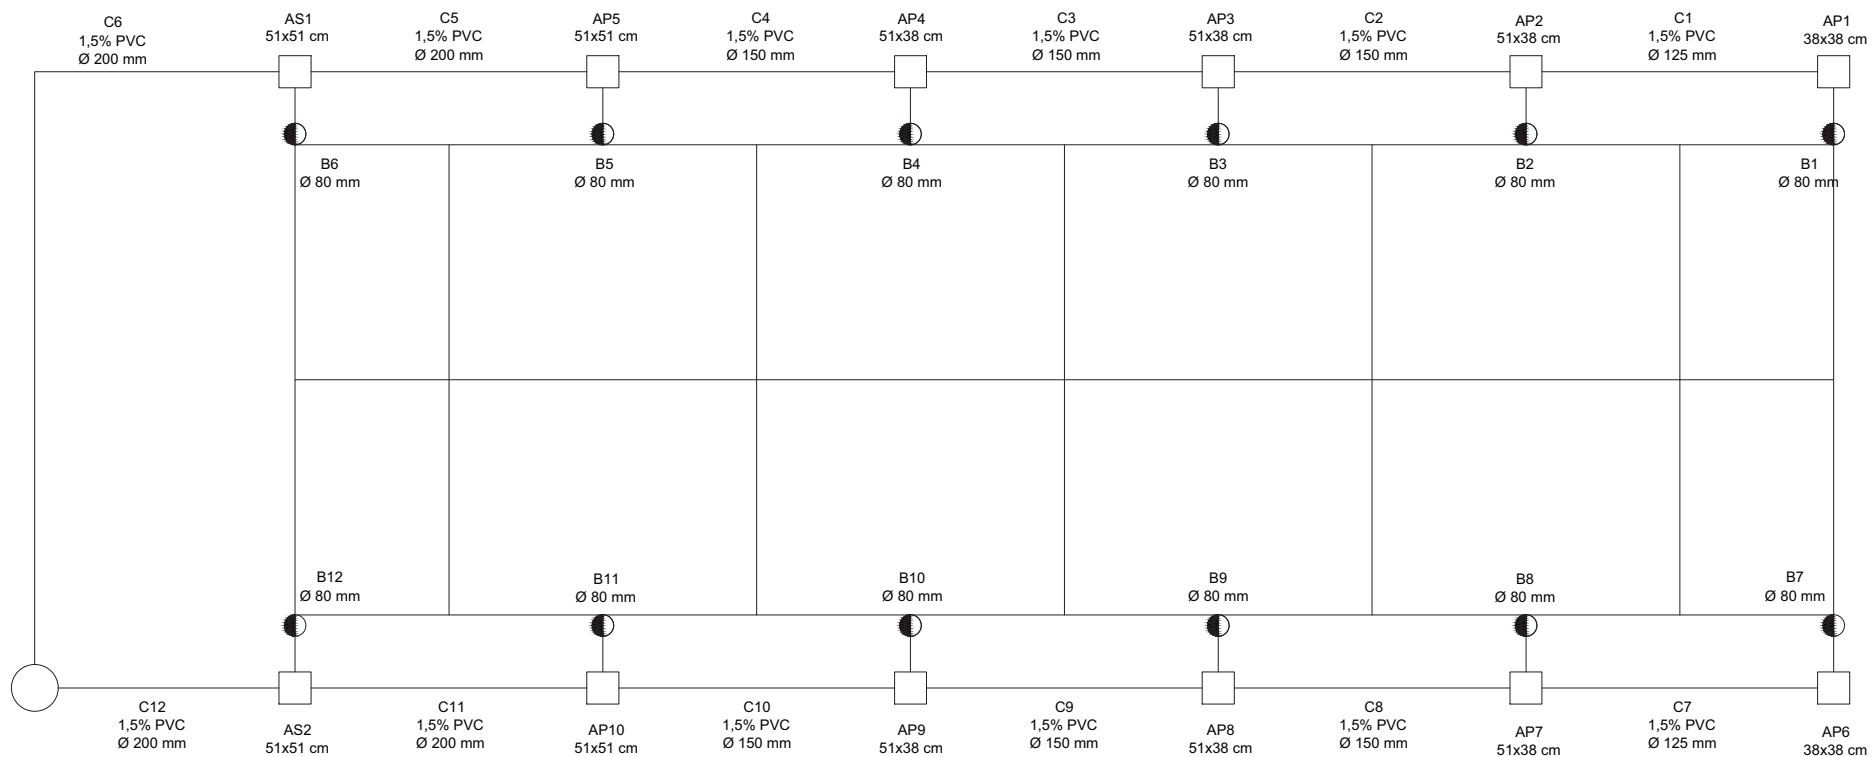 C6
1,5% PVC
Ø 200 mm
AS1
51x51 cm
C5
1,5% PVC
Ø 200 mm
AP5
51x51 cm
C4
1,5% PVC
Ø 150 mm
AP4
51x38 cm
C3
1,5% PVC
Ø 150 mm
AP3
51x38 cm
C2
1,5% PVC
Ø 150 mm
AP2
51x38 cm
C1
1,5% PVC
Ø 125 mm
AP1
38x38 cm
B6
Ø 80 mm
B5
Ø 80 mm
B4
Ø 80 mm
B3
Ø 80 mm
B2
Ø 80 mm
B1
Ø 80 mm
B12
Ø 80 mm
B11
Ø 80 mm
B10
Ø 80 mm
B9
Ø 80 mm
B8
Ø 80 mm
B7
Ø 80 mm
C12
1,5% PVC
Ø 200 mm
AS2
51x51 cm
C11
1,5% PVC
Ø 200 mm
AP10
51x51 cm
C10
1,5% PVC
Ø 150 mm
AP9
51x38 cm
C9
1,5% PVC
Ø 150 mm
AP8
51x38 cm
C8
1,5% PVC
Ø 150 mm
AP7
51x38 cm
C7
1,5% PVC
Ø 125 mm
AP6
38x38 cm